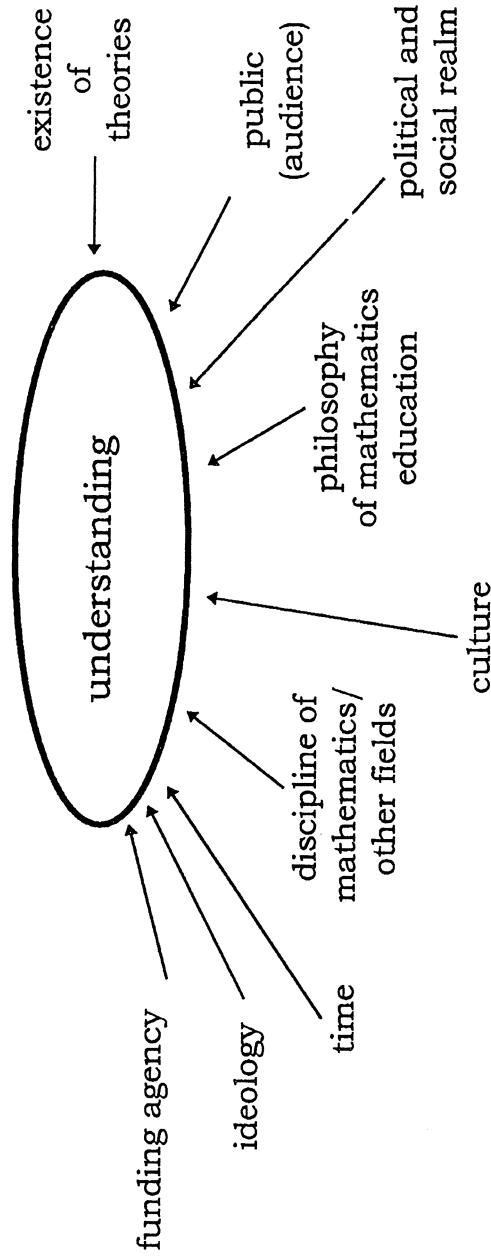 understanding
funding agency
ideology
time
discipline of
mathematics/
other fields
culture
philosophy
of mathematics
education
political and
social realm
public
(audience)
existence
of
theories